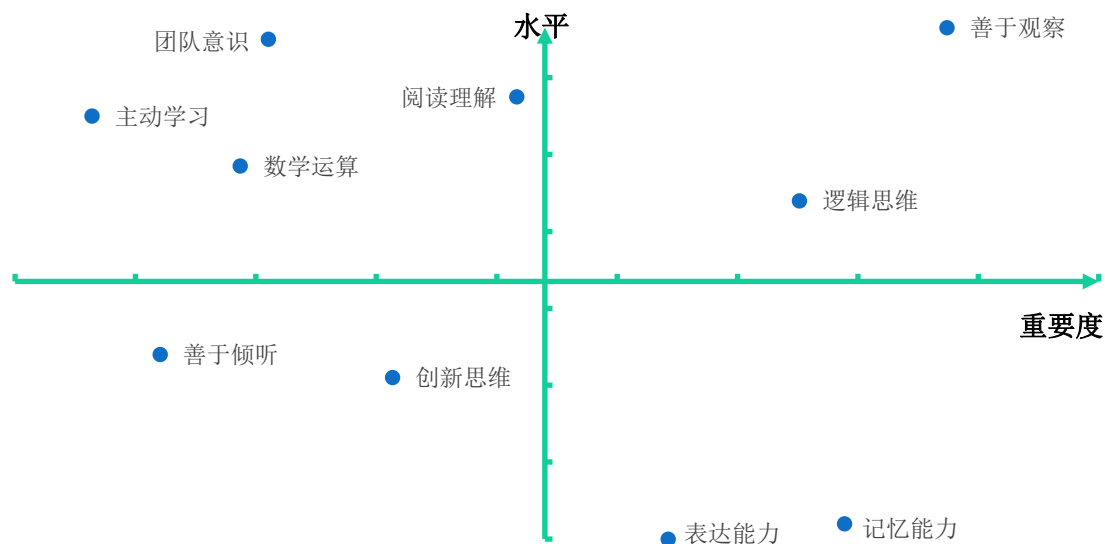 水平
善于观察
团队意识
阅读理解
主动学习
数学运算
逻辑思维
重要度
善于倾听
创新思维
表达能力
记忆能力